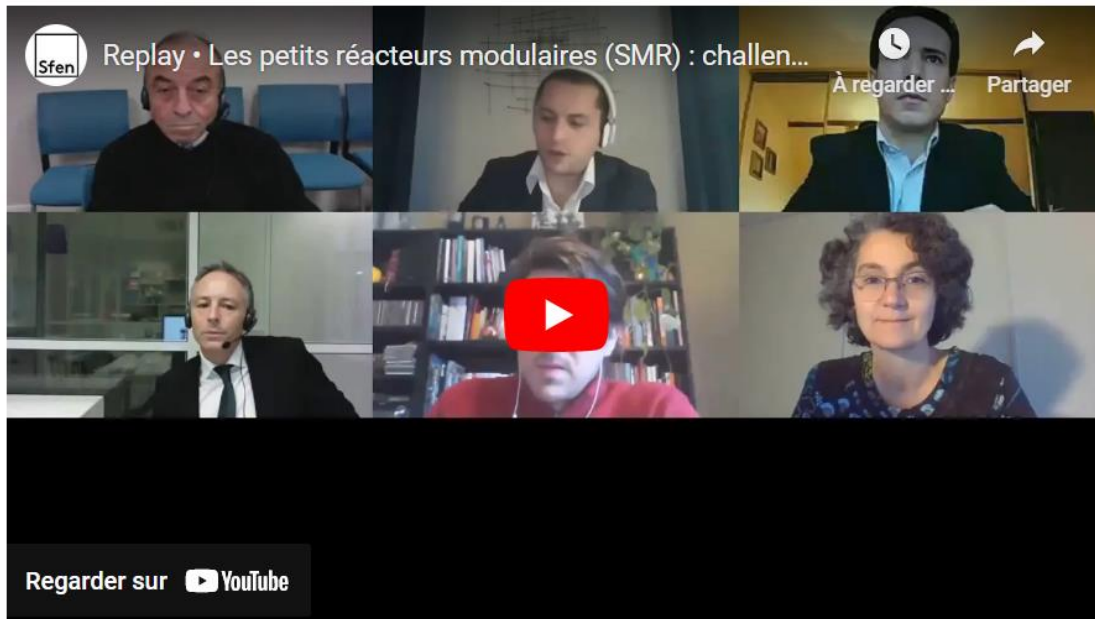 Sfen
Replay • Les petits réacteurs modulaires (SMR) : challen...
À regarder ...
Partager
Regarder sur YouTube